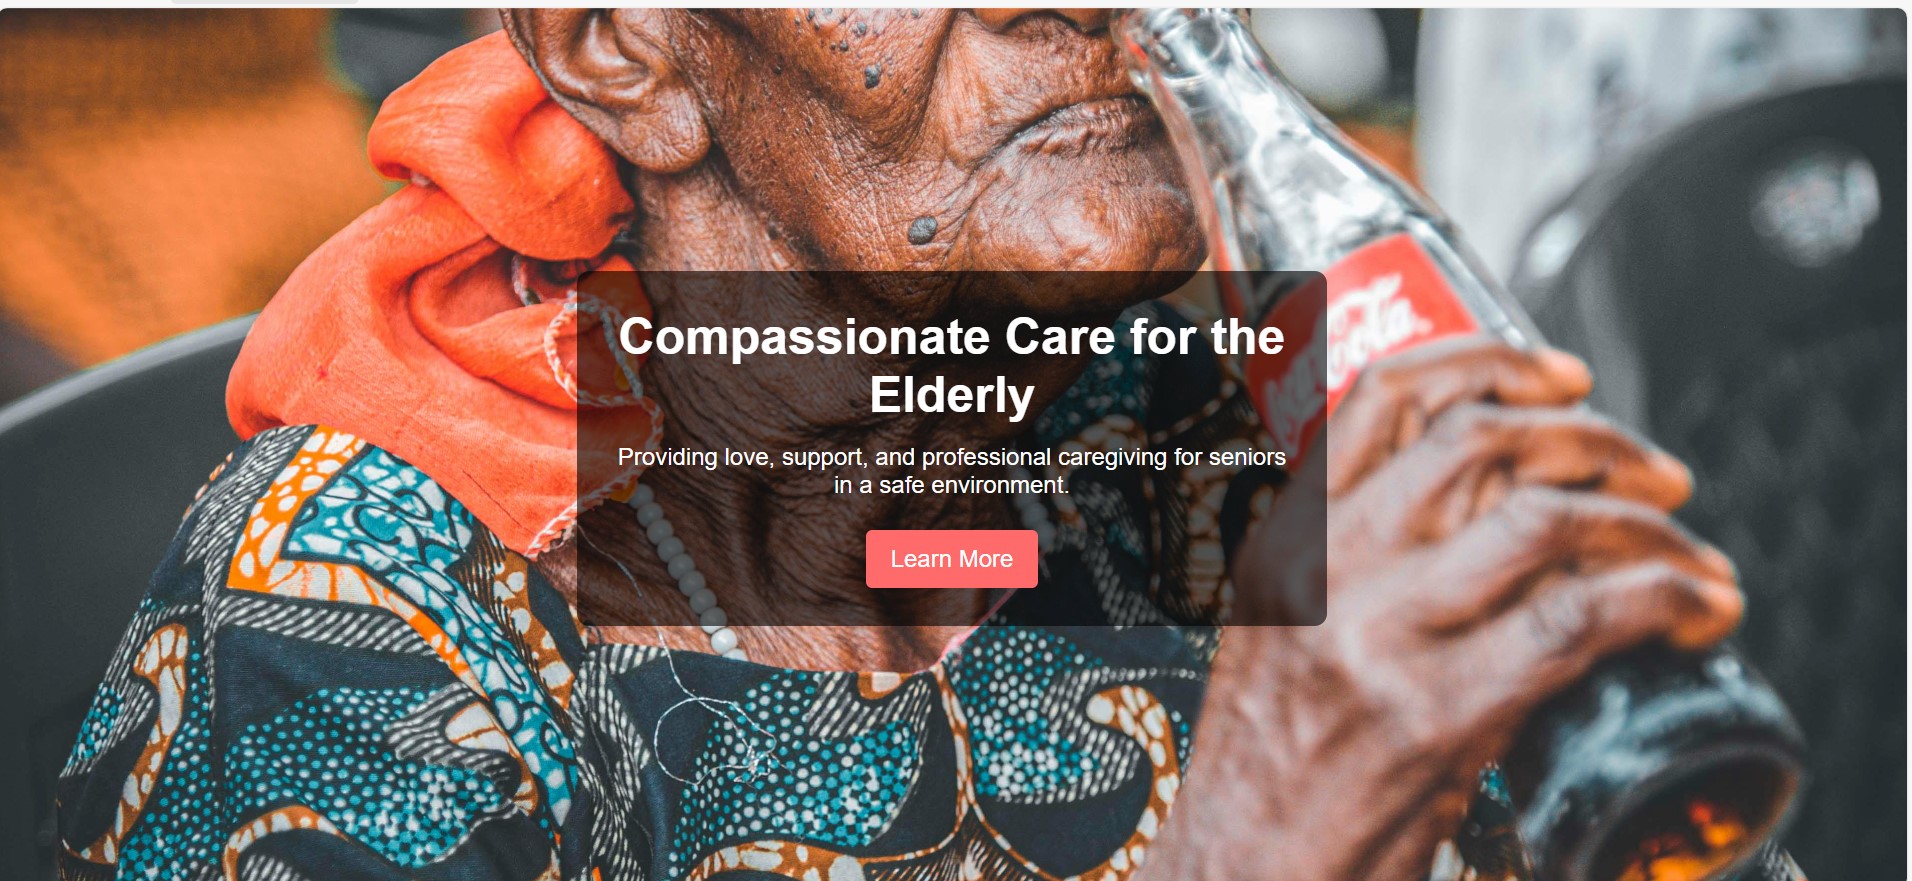 Compassionate Care for the
Elderly
Providing love, support, and professional caregiving for seniors
in a safe environment.
Learn More
Coca-Cola